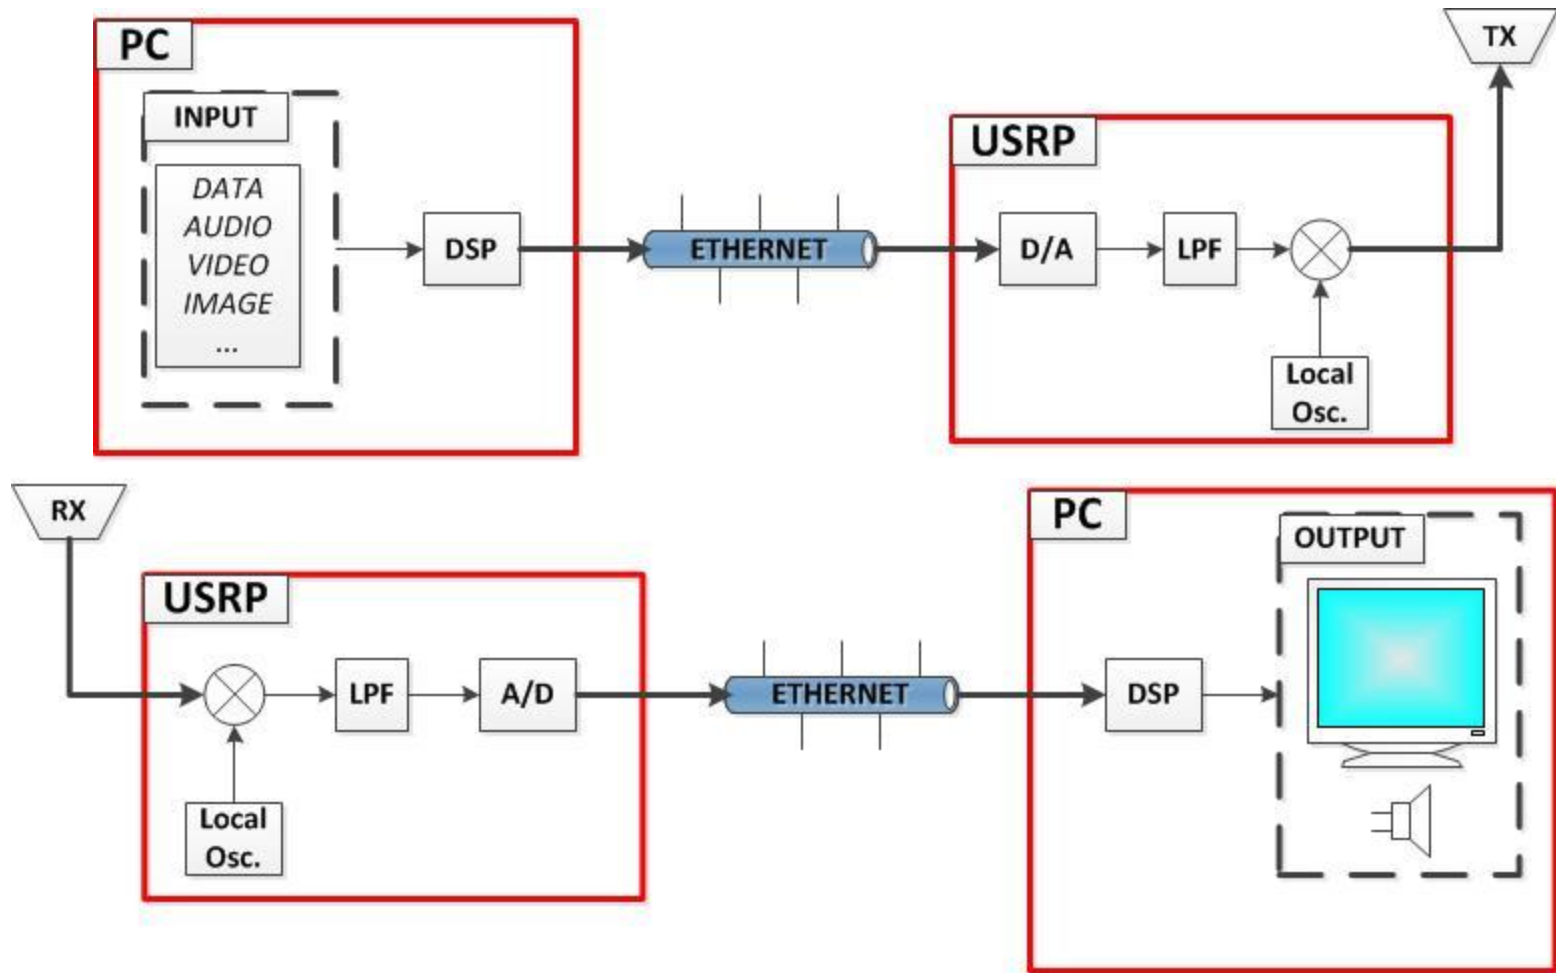 PC
INPUT
DATA
AUDIO
VIDEO
IMAGE
...
DSP
ETHERNET
USRP
D/A
LPF
Local
Osc.
TX
RX
USRP
LPF
A/D
Local
Osc.
ETHERNET
PC
DSP
OUTPUT